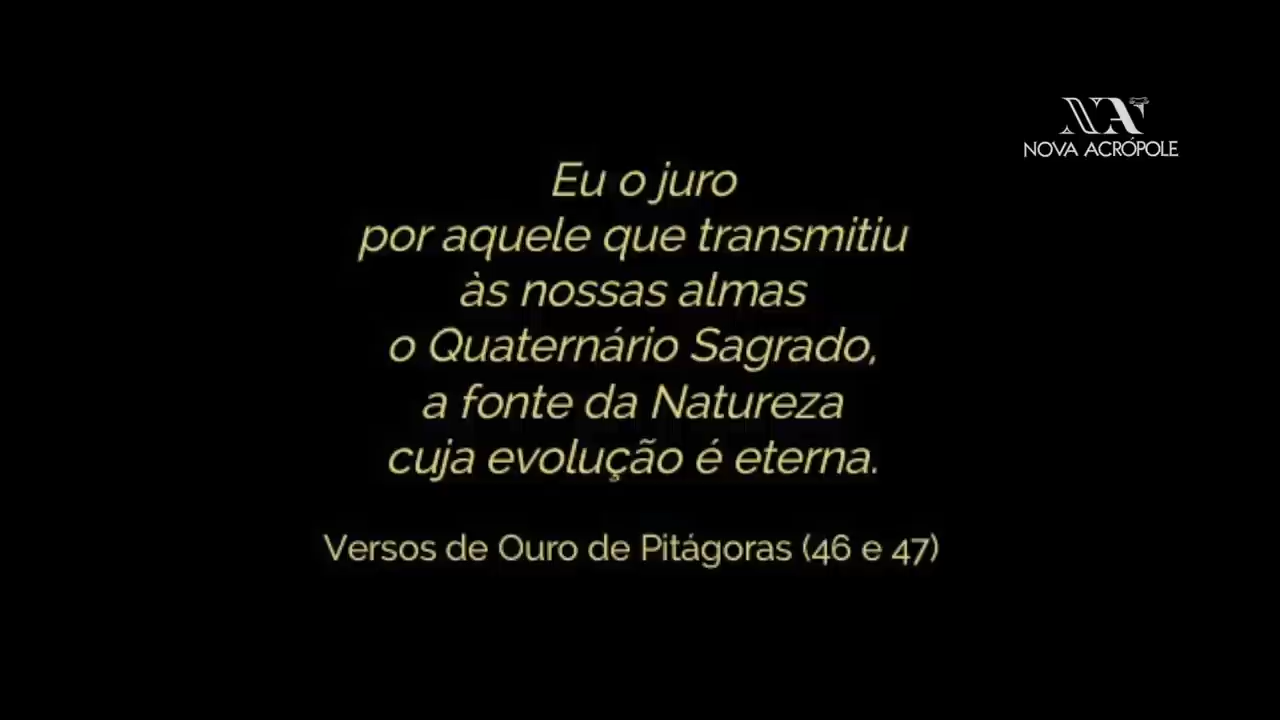 NA
NOVA ACRÓPOLE
Eu o juro
por aquele que transmitiu
às nossas almas
o Quaternário Sagrado,
a fonte da Natureza
cuja evolução é eterna.
Versos de Ouro de Pitágoras (46 e 47)